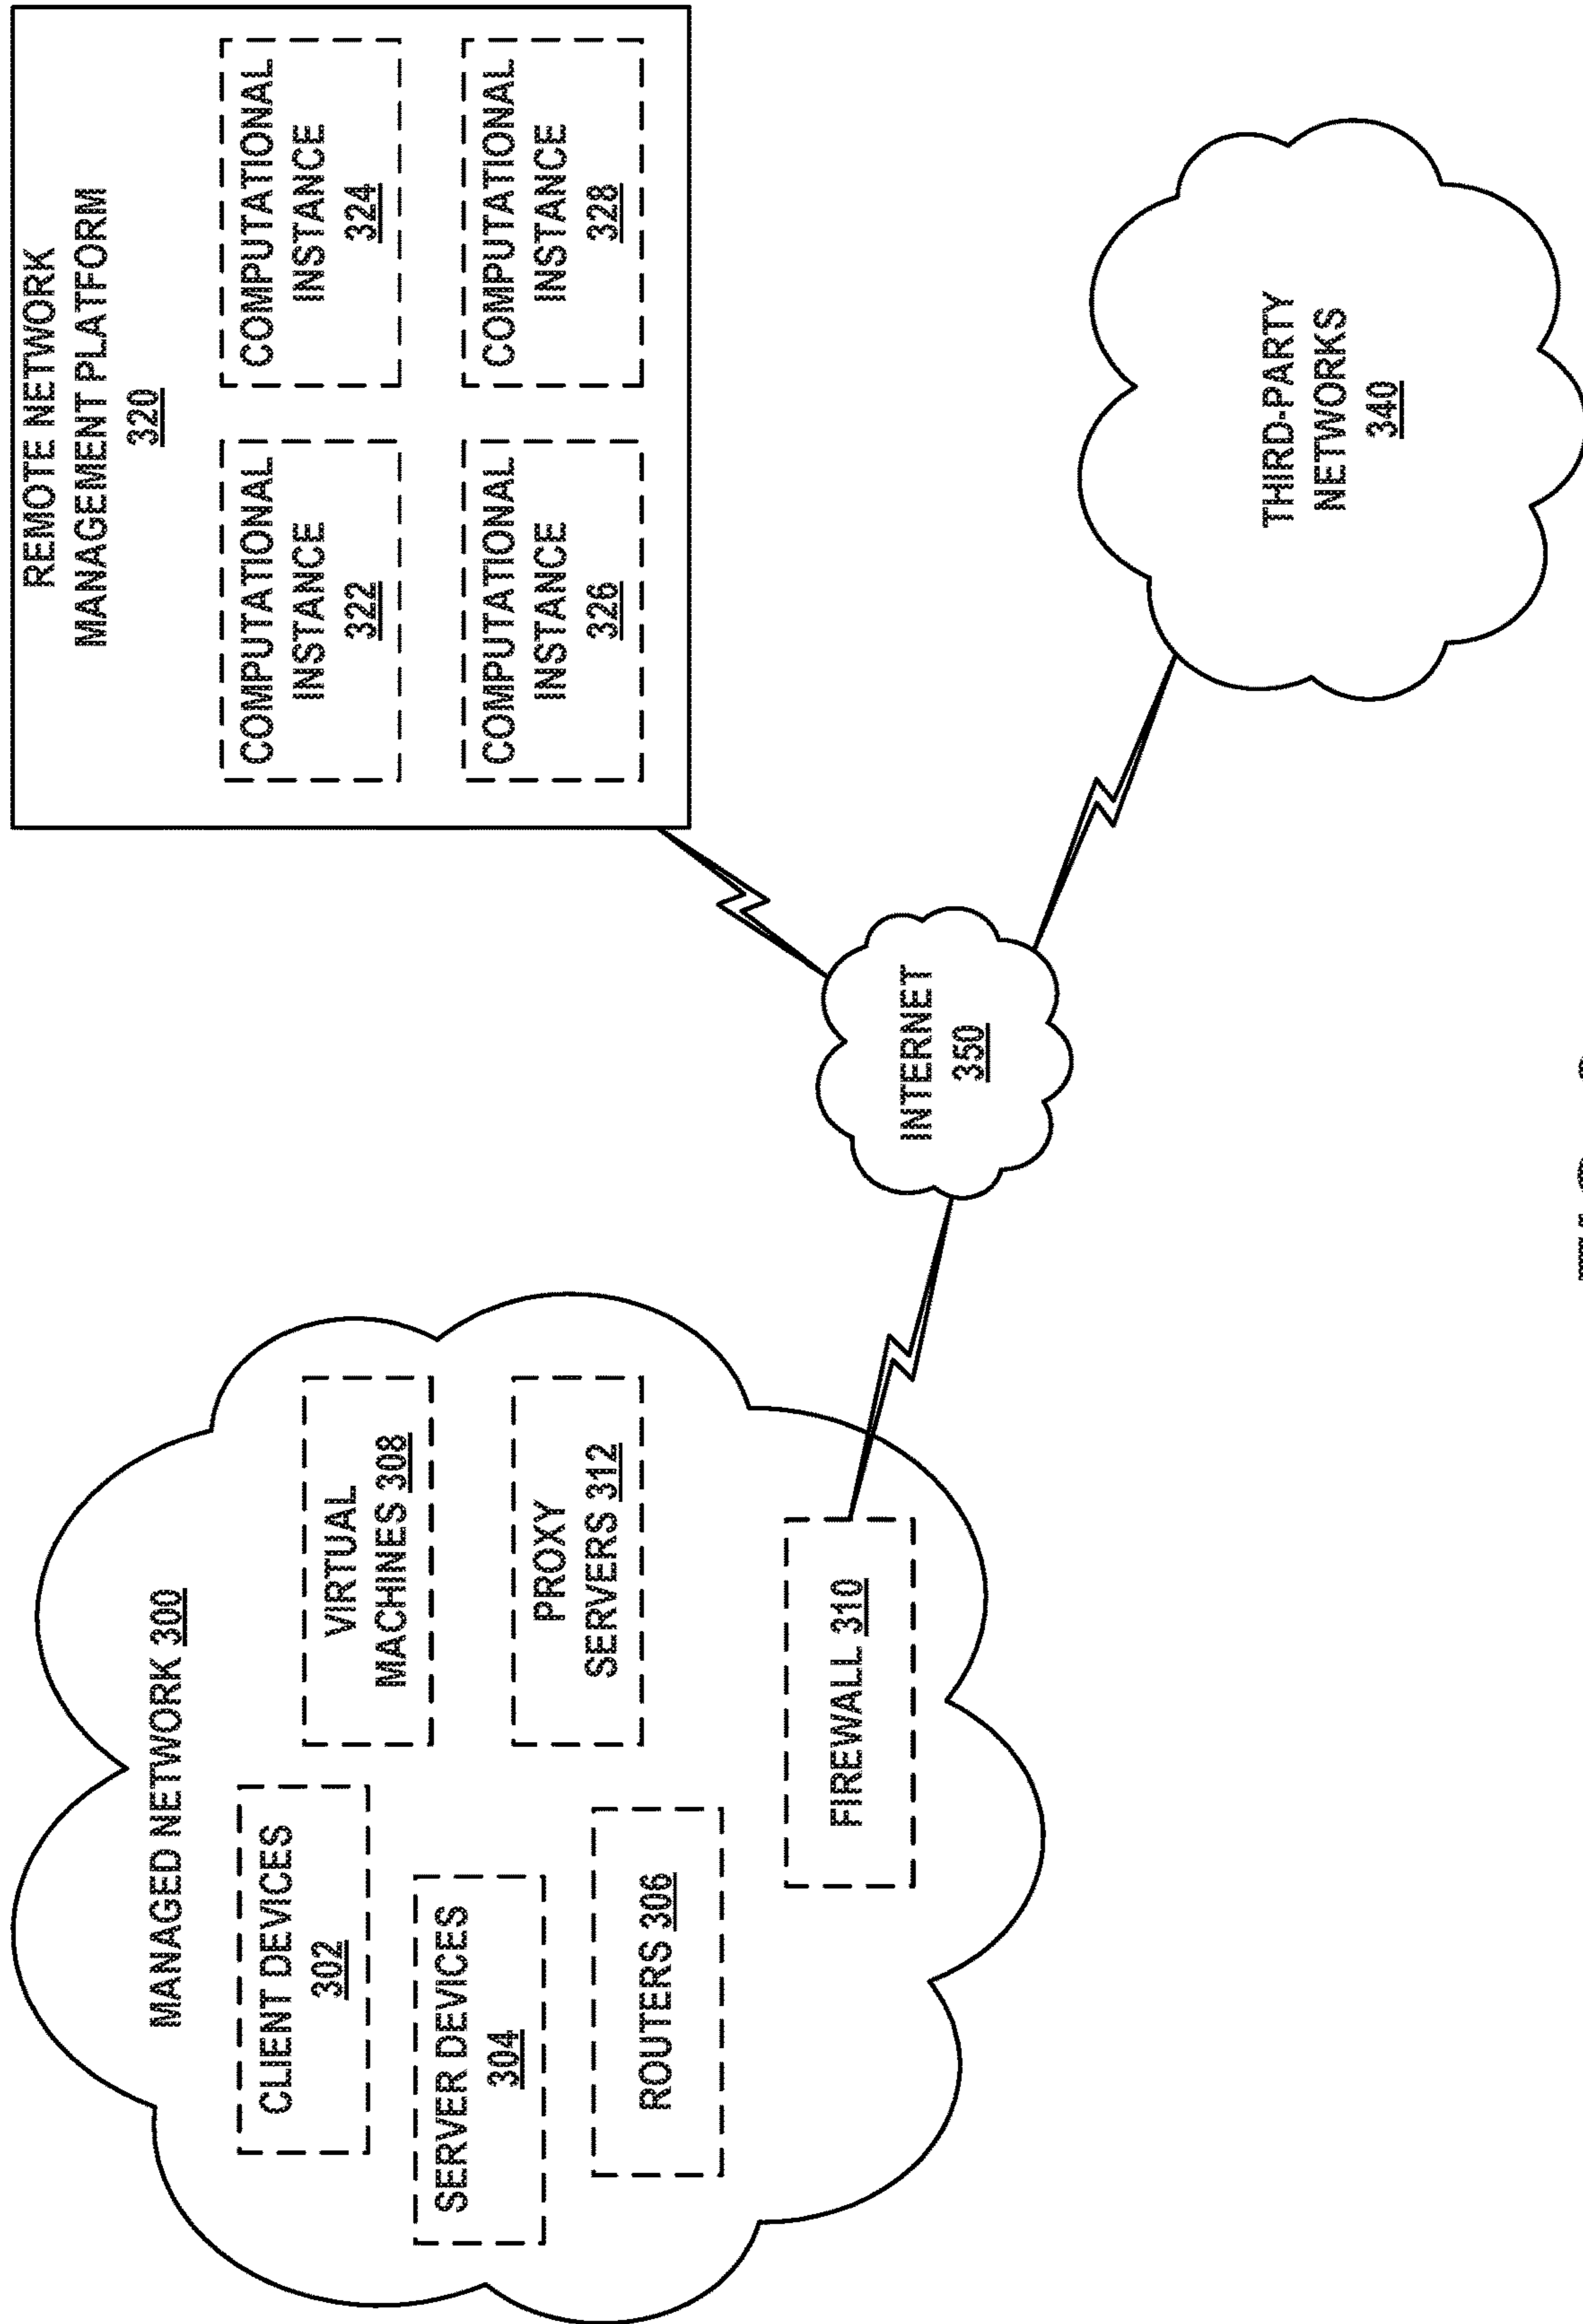 MANAGED NETWORK 300
CLIENT DEVICES
302
SERVER DEVICES
304
ROUTERS 306
VIRTUAL
MACHINES 308
PROXY
SERVERS 312
FIREWALL 310
INTERNET
350
REMOTE NETWORK
MANAGEMENT PLATFORM
320
COMPUTATIONAL
INSTANCE
322
COMPUTATIONAL
INSTANCE
324
COMPUTATIONAL
INSTANCE
326
COMPUTATIONAL
INSTANCE
328
THIRD-PARTY
NETWORKS
340